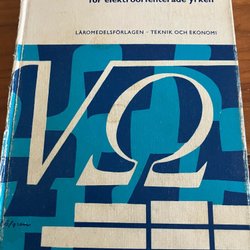 för elektroorienterade yrken
LÄROMEDELSFÖRLAGEN - TEKNIK OCH EKONOMI
VΩ